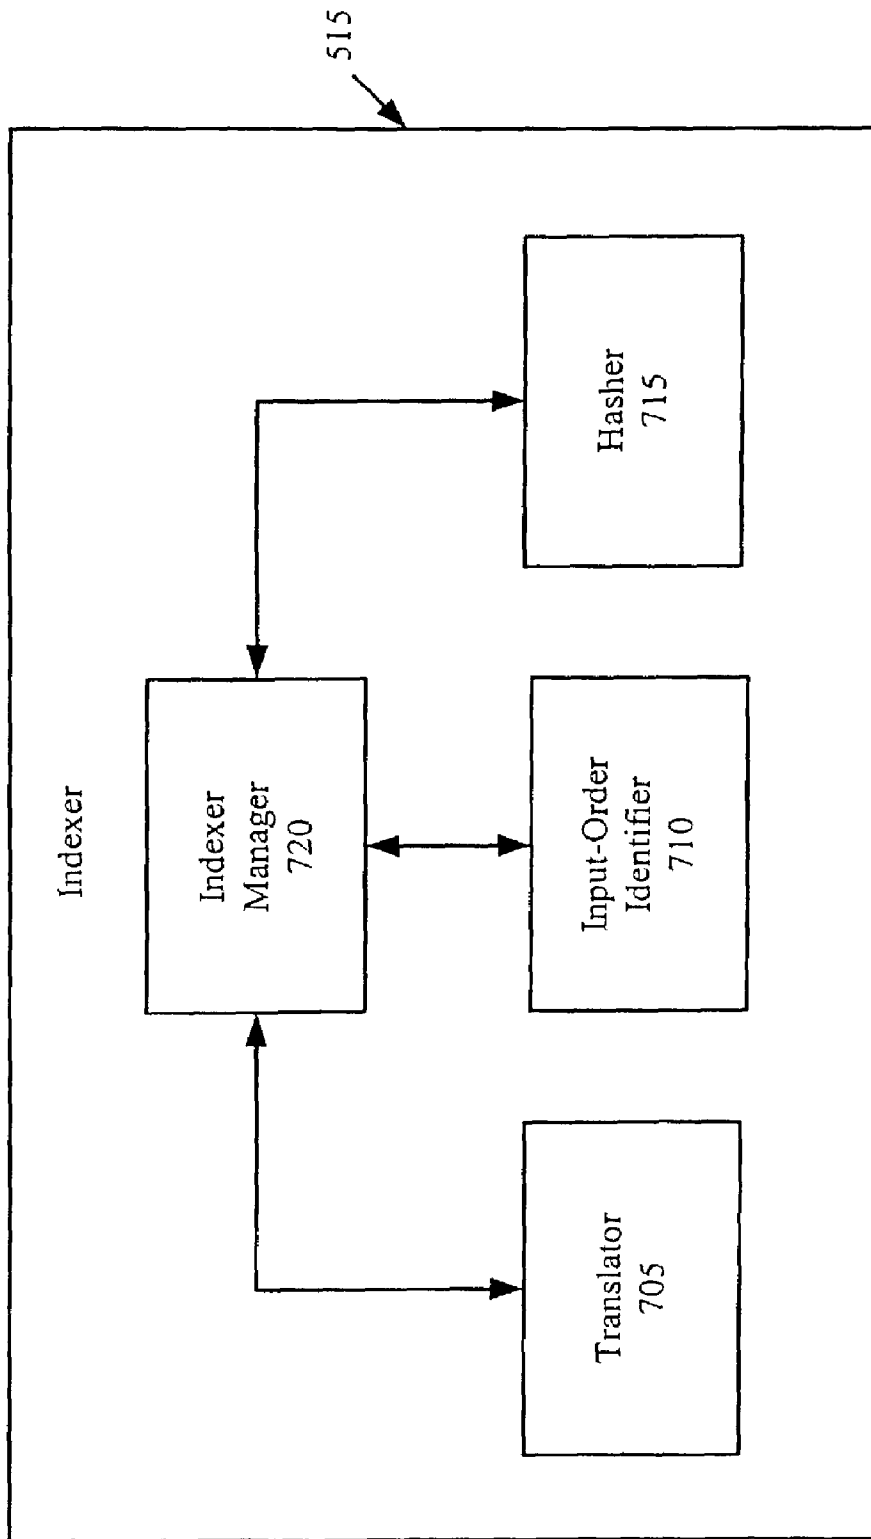 Indexer
515
Indexer
Manager
720
Translator
705
Input-Order
Identifier
710
Hasher
715